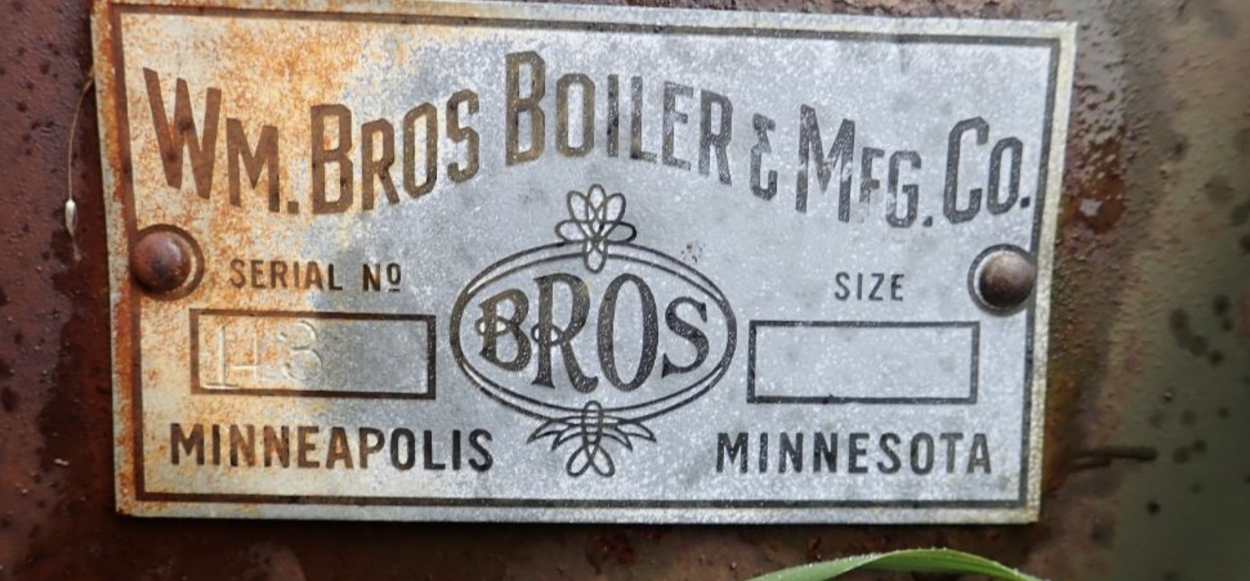 WM. BROS BOILER & MFG. CO.
SERIAL Nº
SIZE
BROS
MINNEAPOLIS
MINNESOTA